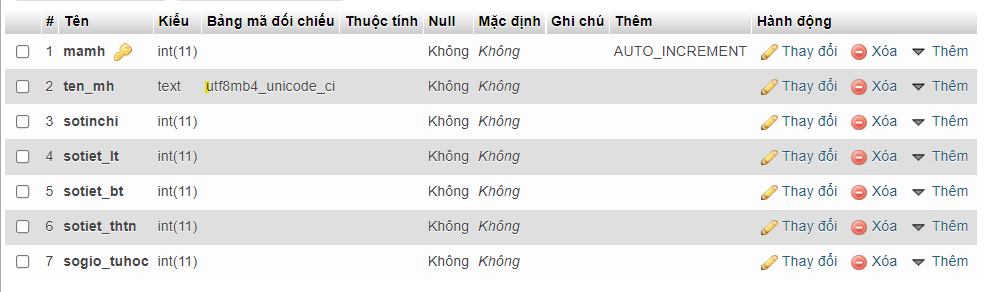 # Tên Kiểu Bảng mã đối chiếu Thuộc tính Null Mặc định Ghi chú Thêm Hành động
1 mamh int(11) Không Không AUTO_INCREMENT Thay đổi Xóa Thêm
2 ten_mh text utf8mb4_unicode_ci Không Không Thay đổi Xóa Thêm
3 sotinchi int(11) Không Không Thay đổi Xóa Thêm
4 sotiet_lt int(11) Không Không Thay đổi Xóa Thêm
5 sotiet_bt int(11) Không Không Thay đổi Xóa Thêm
6 sotiet_thtn int(11) Không Không Thay đổi Xóa Thêm
7 sogio_tuhoc int(11) Không Không Thay đổi Xóa Thêm